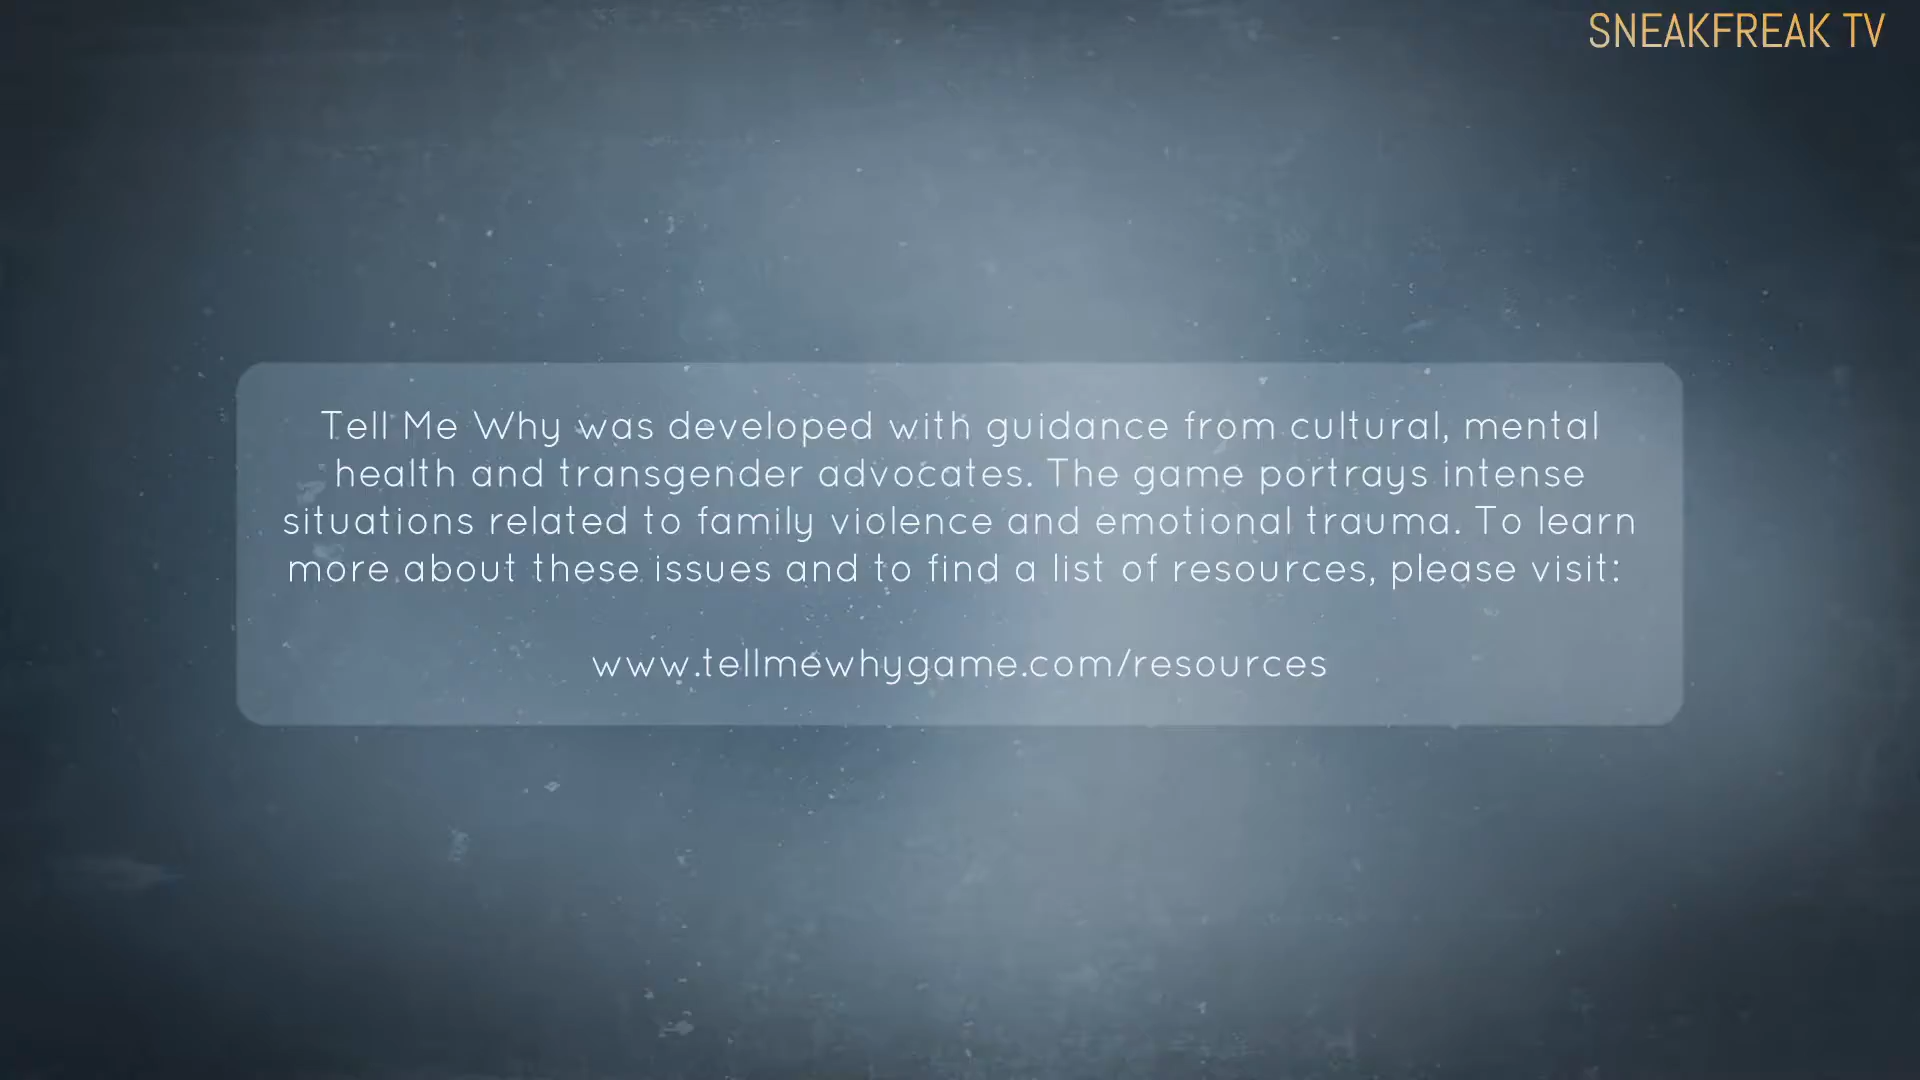 SNEAKFREAK TV
Tell Me Why was developed with guidance from cultural, mental
health and transgender advocates. The game portrays intense
situations related to family violence and emotional trauma. To learn
more about these issues and to find a list of resources, please visit:
www.tellmewhygame.com/resources